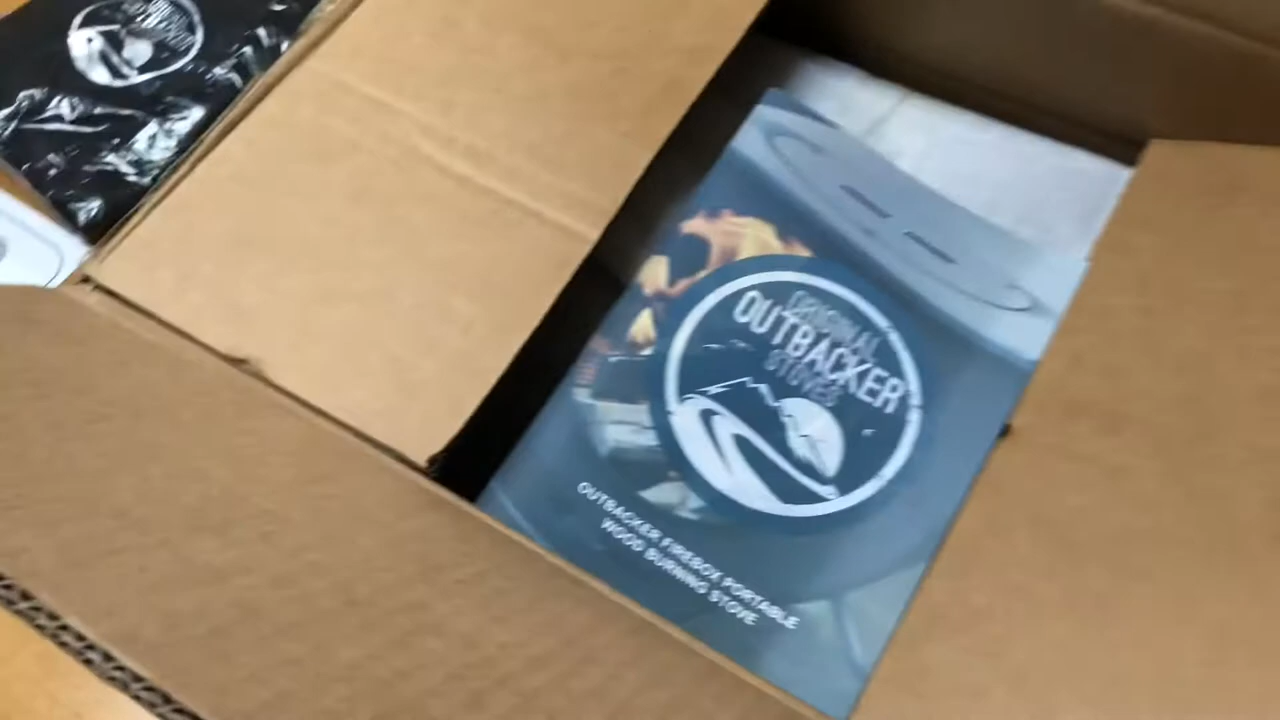 ORIGINAL
OUTBACKER
STOVES
OUTBACKER FIREBOX PORTABLE
WOOD BURNING STOVE